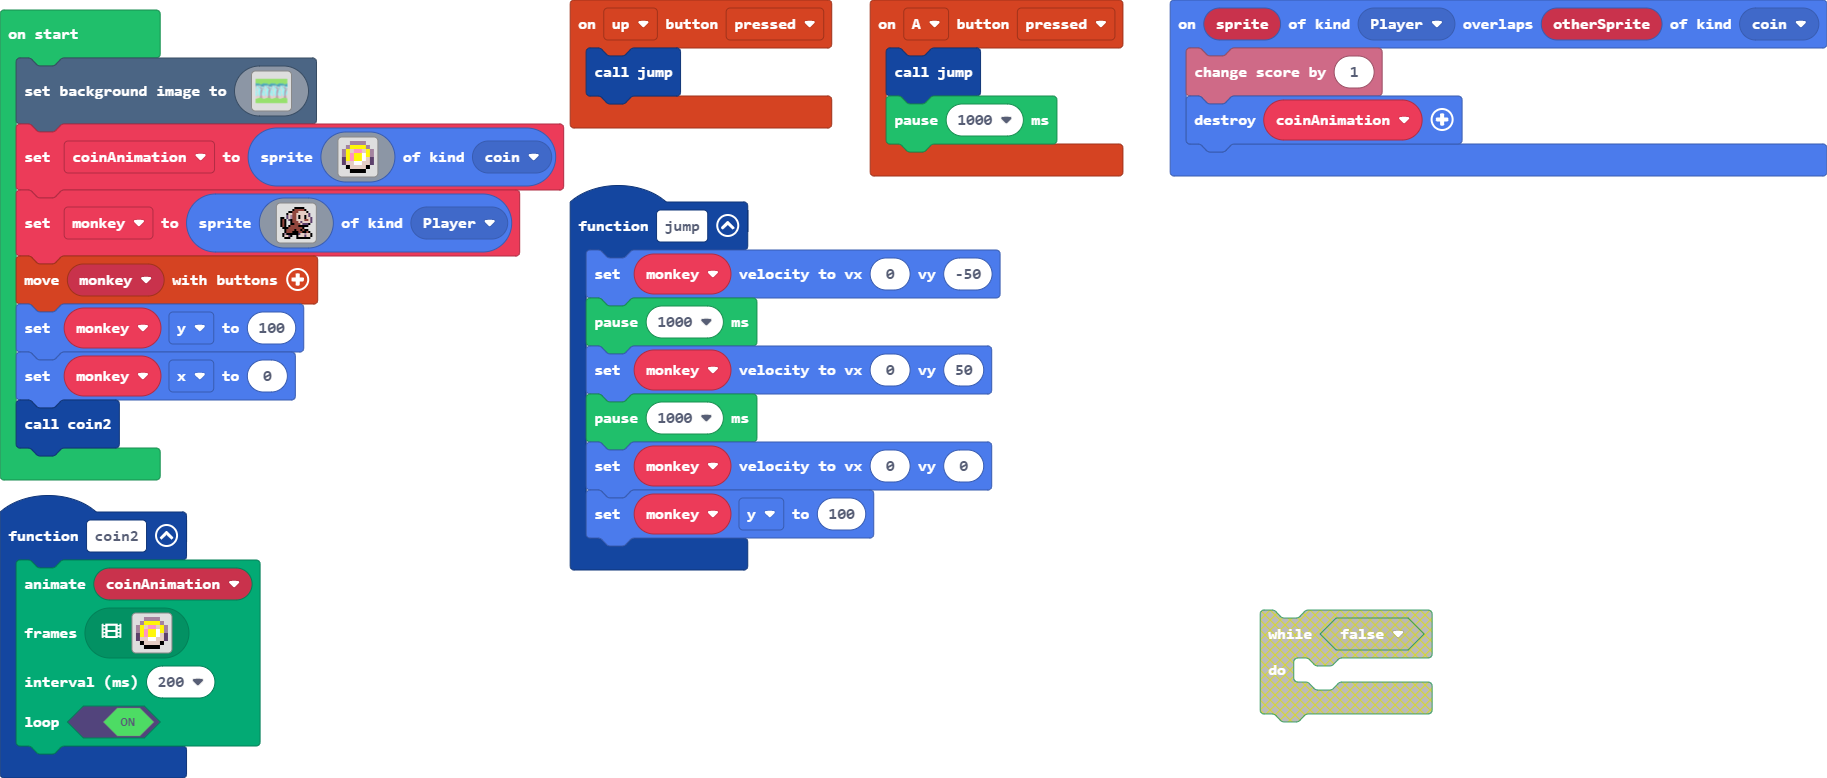 on start
set background image to
set coinAnimation to sprite of kind coin
set monkey to sprite of kind Player
move monkey with buttons
set monkey y to 100
set monkey x to 0
call coin2
function coin2
animate coinAnimation
frames
interval (ms) 200
loop ON
on up button pressed
call jump
on A button pressed
call jump
pause 1000 ms
function jump
set monkey velocity to vx 0 vy -50
pause 1000 ms
set monkey velocity to vx 0 vy 50
pause 1000 ms
set monkey velocity to vx 0 vy 0
set monkey y to 100
on sprite of kind Player overlaps otherSprite of kind coin
change score by 1
destroy coinAnimation
while false
do